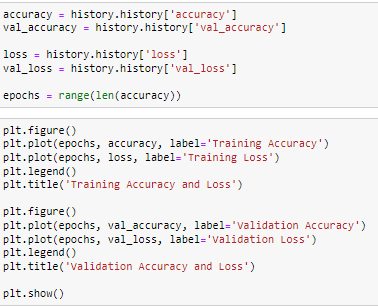 accuracy = history.history['accuracy']
val_accuracy = history.history['val_accuracy']
loss = history.history['loss']
val_loss = history.history['val_loss']
epochs = range(len(accuracy))
plt.figure()
plt.plot(epochs, accuracy, label='Training Accuracy')
plt.plot(epochs, loss, label='Training Loss')
plt.legend()
plt.title('Training Accuracy and Loss')
plt.figure()
plt.plot(epochs, val_accuracy, label='Validation Accuracy')
plt.plot(epochs, val_loss, label='Validation Loss')
plt.legend()
plt.title('Validation Accuracy and Loss')
plt.show()